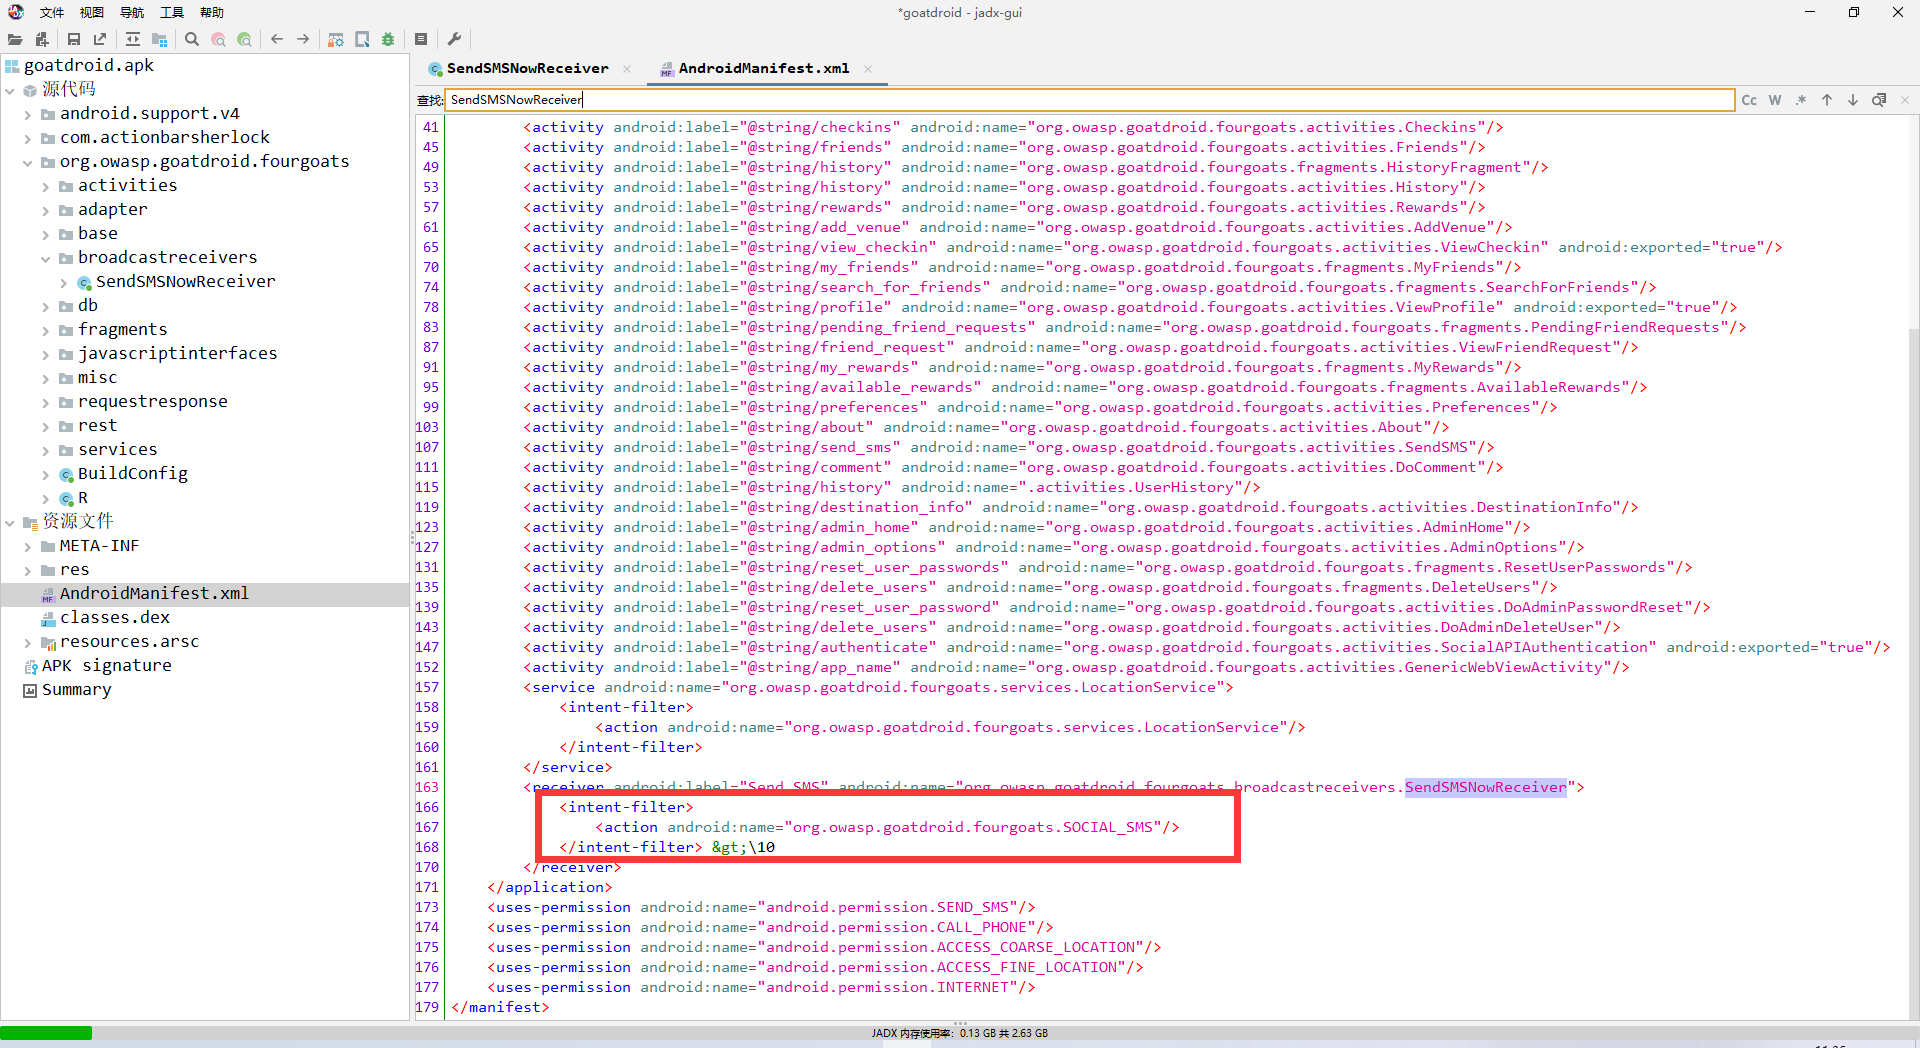 文件 视图 导航 工具 帮助
*goatdroid - jadx-gui
goatdroid.apk
源代码
android.support.v4
com.actionbarsherlock
org.owasp.goatdroid.fourgoats
activities
adapter
base
broadcastreceivers
SendSMSNowReceiver
db
fragments
javascriptinterfaces
misc
requestresponse
rest
services
BuildConfig
R
资源文件
META-INF
res
AndroidManifest.xml
classes.dex
resources.arsc
APK signature
Summary
SendSMSNowReceiver × AndroidManifest.xml ×
查找: SendSMSNowReceiver Cc W .*
41 <activity android:label="@string/checkins" android:name="org.owasp.goatdroid.fourgoats.activities.Checkins"/>
45 <activity android:label="@string/friends" android:name="org.owasp.goatdroid.fourgoats.activities.Friends"/>
49 <activity android:label="@string/history" android:name="org.owasp.goatdroid.fourgoats.fragments.HistoryFragment"/>
53 <activity android:label="@string/history" android:name="org.owasp.goatdroid.fourgoats.activities.History"/>
57 <activity android:label="@string/rewards" android:name="org.owasp.goatdroid.fourgoats.activities.Rewards"/>
61 <activity android:label="@string/add_venue" android:name="org.owasp.goatdroid.fourgoats.activities.AddVenue"/>
65 <activity android:label="@string/view_checkin" android:name="org.owasp.goatdroid.fourgoats.activities.ViewCheckin" android:exported="true"/>
70 <activity android:label="@string/my_friends" android:name="org.owasp.goatdroid.fourgoats.fragments.MyFriends"/>
74 <activity android:label="@string/search_for_friends" android:name="org.owasp.goatdroid.fourgoats.fragments.SearchForFriends"/>
78 <activity android:label="@string/profile" android:name="org.owasp.goatdroid.fourgoats.activities.ViewProfile" android:exported="true"/>
83 <activity android:label="@string/pending_friend_requests" android:name="org.owasp.goatdroid.fourgoats.fragments.PendingFriendRequests"/>
87 <activity android:label="@string/friend_request" android:name="org.owasp.goatdroid.fourgoats.activities.ViewFriendRequest"/>
91 <activity android:label="@string/my_rewards" android:name="org.owasp.goatdroid.fourgoats.fragments.MyRewards"/>
95 <activity android:label="@string/available_rewards" android:name="org.owasp.goatdroid.fourgoats.fragments.AvailableRewards"/>
99 <activity android:label="@string/preferences" android:name="org.owasp.goatdroid.fourgoats.activities.Preferences"/>
103 <activity android:label="@string/about" android:name="org.owasp.goatdroid.fourgoats.activities.About"/>
107 <activity android:label="@string/send_sms" android:name="org.owasp.goatdroid.fourgoats.activities.SendSMS"/>
111 <activity android:label="@string/comment" android:name="org.owasp.goatdroid.fourgoats.activities.DoComment"/>
115 <activity android:label="@string/history" android:name=".activities.UserHistory"/>
119 <activity android:label="@string/destination_info" android:name="org.owasp.goatdroid.fourgoats.activities.DestinationInfo"/>
123 <activity android:label="@string/admin_home" android:name="org.owasp.goatdroid.fourgoats.activities.AdminHome"/>
127 <activity android:label="@string/admin_options" android:name="org.owasp.goatdroid.fourgoats.activities.AdminOptions"/>
131 <activity android:label="@string/reset_user_passwords" android:name="org.owasp.goatdroid.fourgoats.fragments.ResetUserPasswords"/>
135 <activity android:label="@string/delete_users" android:name="org.owasp.goatdroid.fourgoats.fragments.DeleteUsers"/>
139 <activity android:label="@string/reset_user_password" android:name="org.owasp.goatdroid.fourgoats.activities.DoAdminPasswordReset"/>
143 <activity android:label="@string/delete_users" android:name="org.owasp.goatdroid.fourgoats.activities.DoAdminDeleteUser"/>
147 <activity android:label="@string/authenticate" android:name="org.owasp.goatdroid.fourgoats.activities.SocialAPIAuthentication" android:exported="true"/>
152 <activity android:label="@string/app_name" android:name="org.owasp.goatdroid.fourgoats.activities.GenericWebViewActivity"/>
157 <service android:name="org.owasp.goatdroid.fourgoats.services.LocationService">
158 <intent-filter>
159 <action android:name="org.owasp.goatdroid.fourgoats.services.LocationService"/>
160 </intent-filter>
161 </service>
163 <receiver android:label="Send SMS" android:name="org.owasp.goatdroid.fourgoats.broadcastreceivers.SendSMSNowReceiver">
166 <intent-filter>
167 <action android:name="org.owasp.goatdroid.fourgoats.SOCIAL_SMS"/>
168 </intent-filter> &gt;\10
170 </receiver>
171 </application>
173 <uses-permission android:name="android.permission.SEND_SMS"/>
174 <uses-permission android:name="android.permission.CALL_PHONE"/>
175 <uses-permission android:name="android.permission.ACCESS_COARSE_LOCATION"/>
176 <uses-permission android:name="android.permission.ACCESS_FINE_LOCATION"/>
177 <uses-permission android:name="android.permission.INTERNET"/>
179 </manifest>
JADX 内存使用率: 0.13 GB 共 2.63 GB